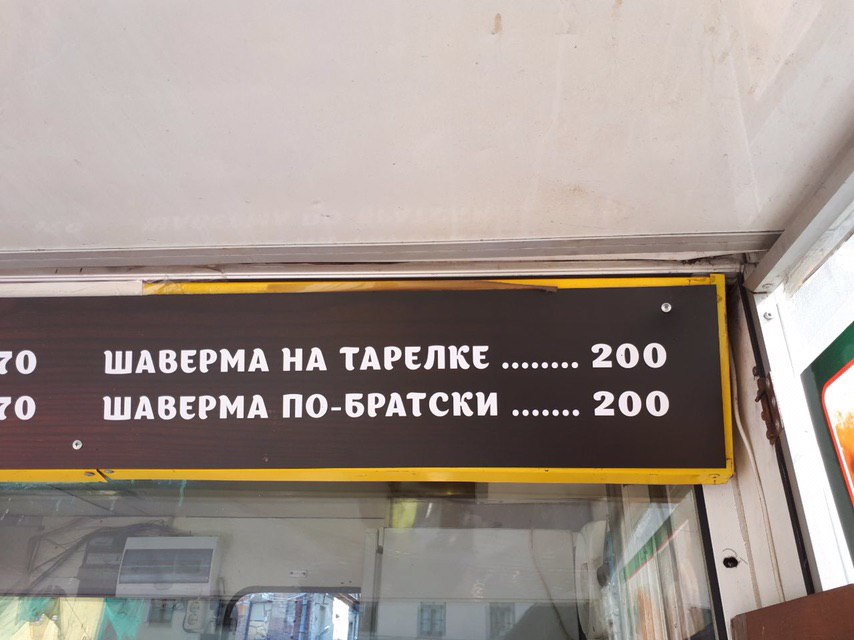 70 ШАВЕРМА НА ТАРЕЛКЕ ........ 200
70 ШАВЕРМА ПО-БРАТСКИ ....... 200